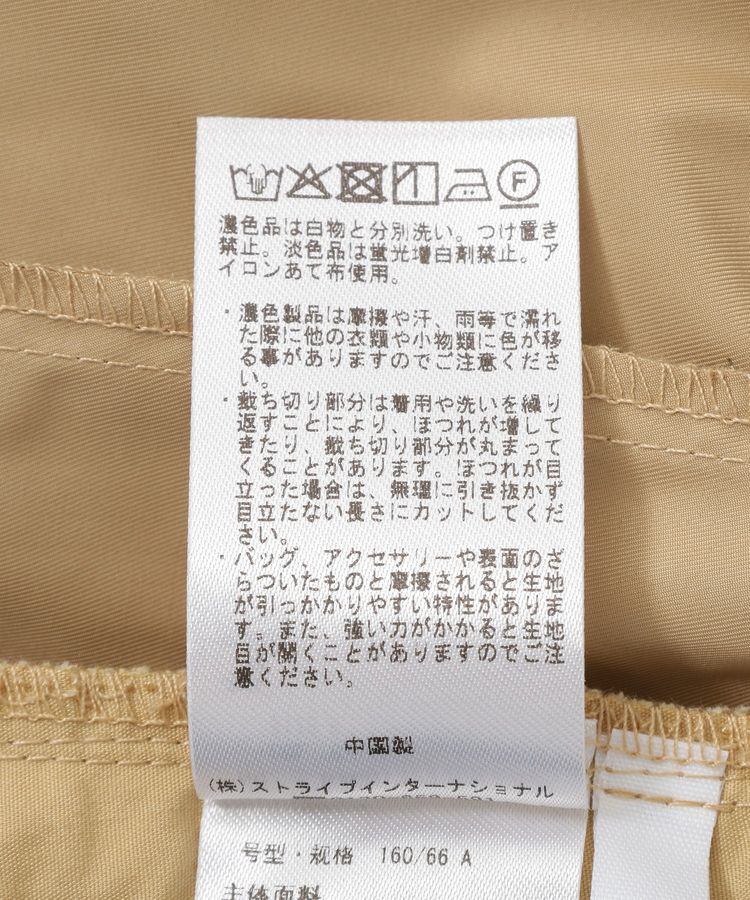 F
濃色品は白物と分別洗い。つけ置き
禁止。淡色品は蛍光増白剤禁止。ア
イロンあて布使用。
・濃色製品は摩擦や汗、雨等で濡れ
た際に他の衣類や小物類に色が移
る事がありますのでご注意くださ
い。
・裁ち切り部分は着用や洗いを繰り
返すことにより、ほつれが増して
きたり、裁ち切り部分が丸まって
くることがあります。ほつれが目
立った場合は、無理に引き抜かず
目立たない長さにカットしてくだ
さい。
・バッグ、アクセサリーや表面のざ
らついたものと摩擦されると生地
が引っかかりやすい特性がありま
す。また、強い力がかかると生地
目が開くことがありますのでご注
意ください。
中国製
(株)ストライプインターナショナル
号型・规格 160/66 A
主体面料